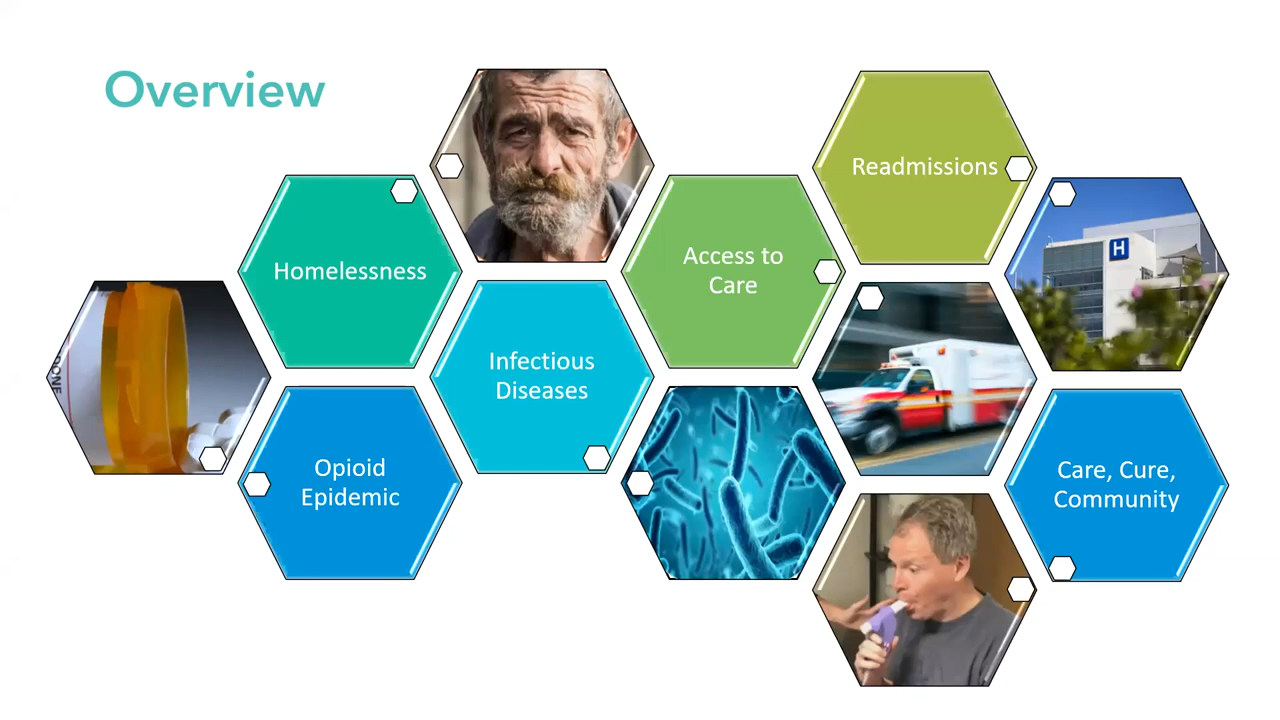 Overview
Homelessness
Opioid
Epidemic
Infectious
Diseases
Access to
Care
Readmissions
H
Care, Cure,
Community